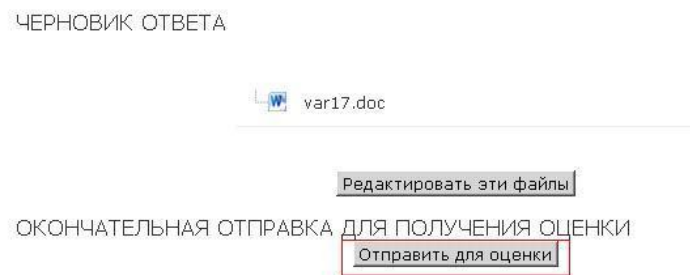 ЧЕРНОВИК ОТВЕТА
var17.doc
Редактировать эти файлы
ОКОНЧАТЕЛЬНАЯ ОТПРАВКА ДЛЯ ПОЛУЧЕНИЯ ОЦЕНКИ
Отправить для оценки